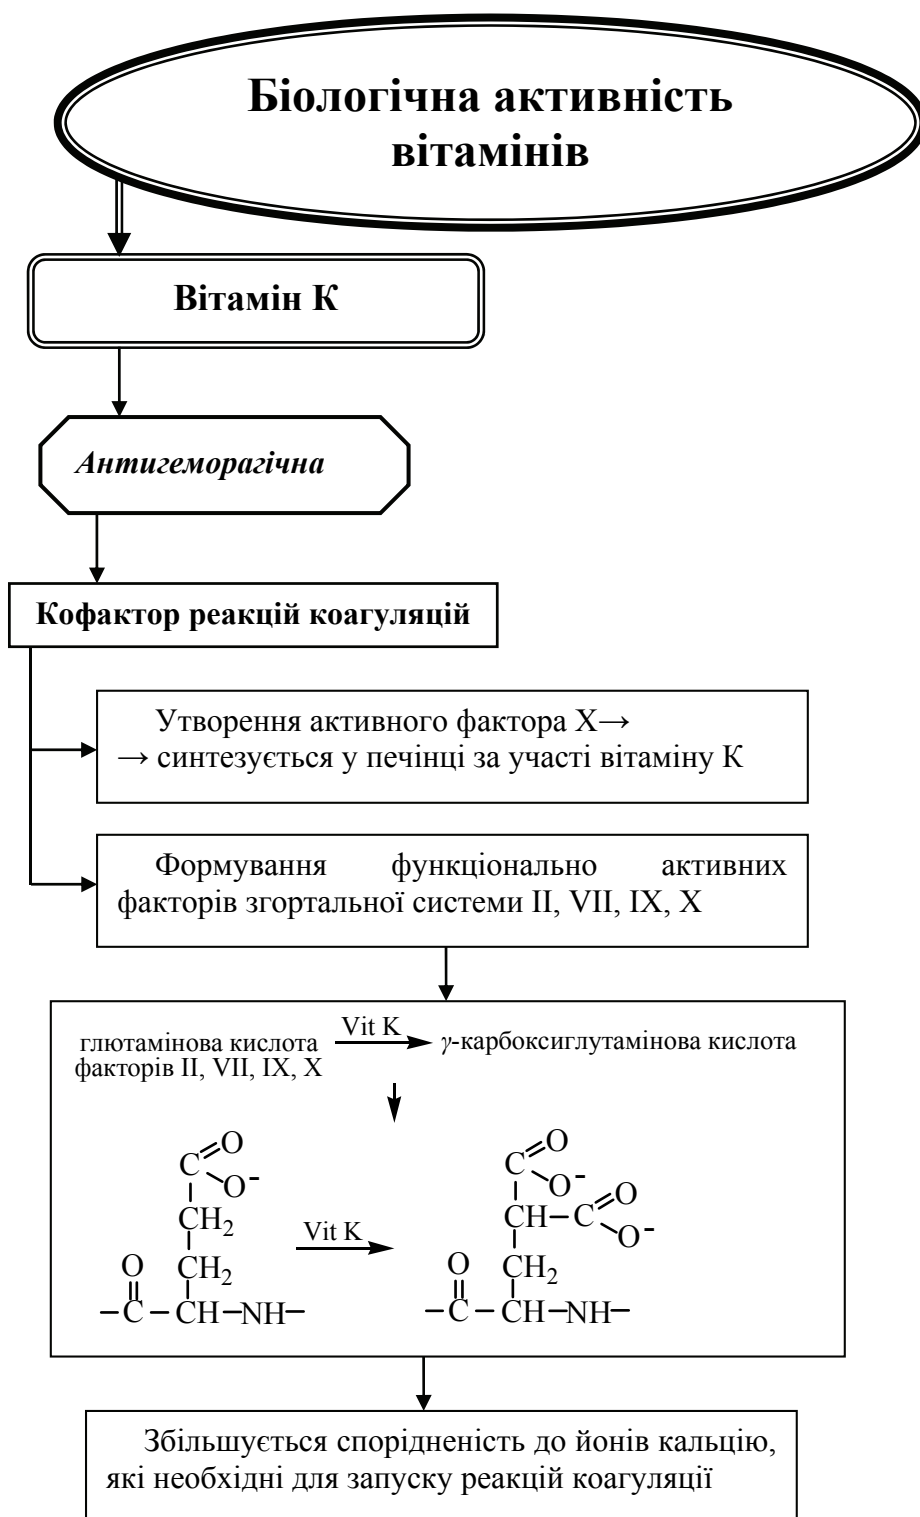 Біологічна активність
вітамінів
Вітамін К
Антигеморагічна
Кофактор реакцій коагуляцій
Утворення активного фактора X→
→ синтезується у печінці за участі вітаміну К
Формування функціонально активних
факторів згортальної системи II, VII, IX, X
глютамінова кислота Vit K γ-карбоксиглутамінова кислота
факторів II, VII, IX, X
C O O-
CH2
CH2
O
–C–CH–NH–
Vit K
C O O-
CH–C O O-
CH2
O
–C–CH–NH–
Збільшується спорідненість до йонів кальцію,
які необхідні для запуску реакцій коагуляції